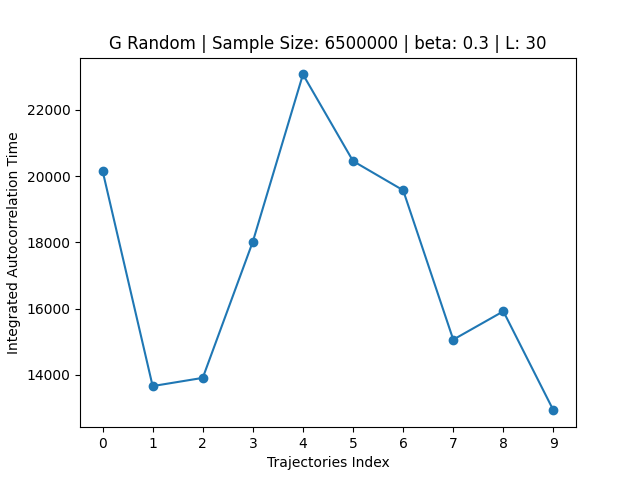 G Random | Sample Size: 6500000 | beta: 0.3 | L: 30
Integrated Autocorrelation Time
22000
20000
18000
16000
14000
0 1 2 3 4 5 6 7 8 9
Trajectories Index